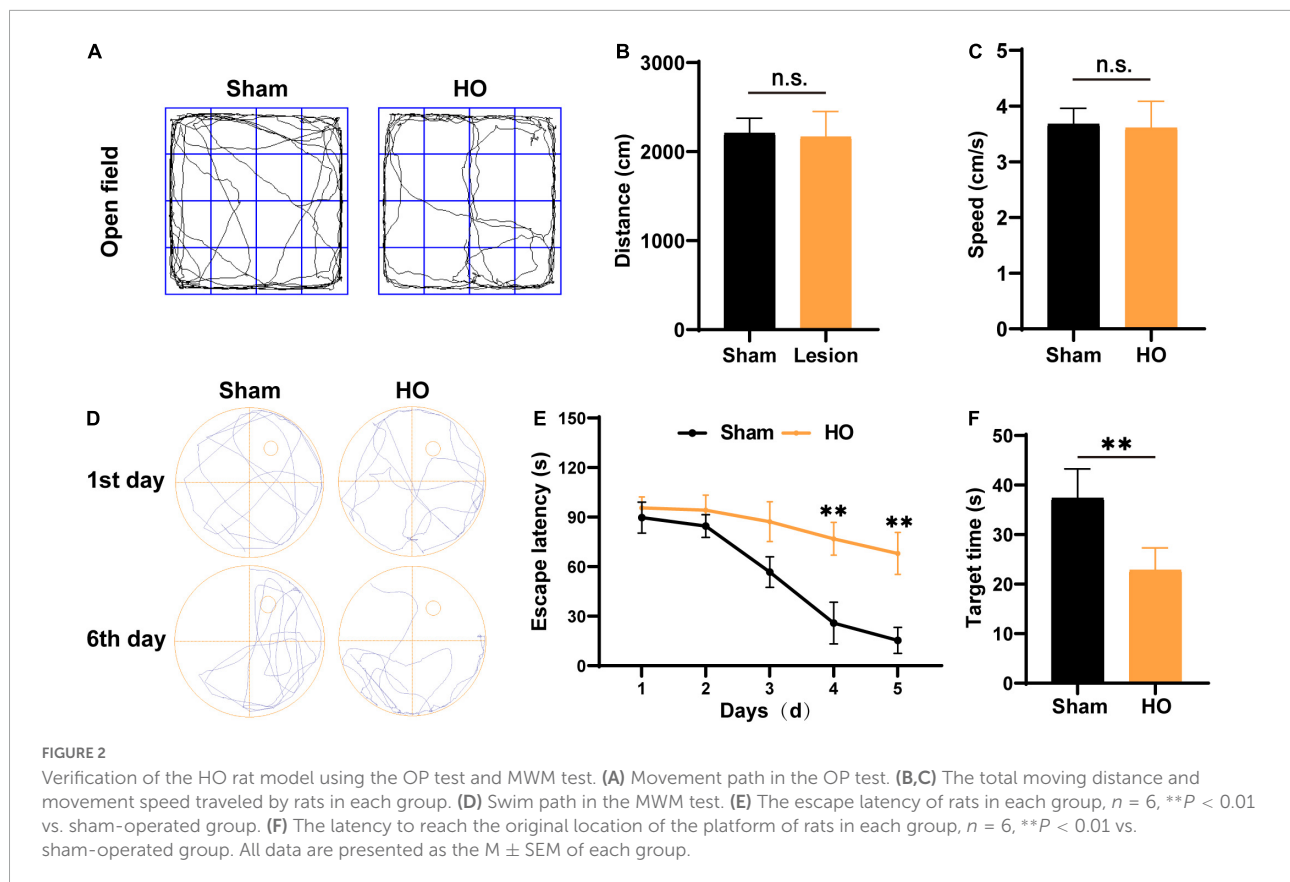 A
Sham HO
Open field
B
3000
2000
1000
0
Distance (cm)
n.s.
Sham Lesion
C
5
4
3
2
1
0
Speed (cm/s)
n.s.
Sham HO
D
Sham HO
1st day
6th day
E
150
120
90
60
30
0
Escape latency (s)
Sham HO
** **
1 2 3 4 5
Days（d）
F
50
40
30
20
10
0
Target time (s)
**
Sham HO
FIGURE 2
Verification of the HO rat model using the OP test and MWM test. (A) Movement path in the OP test. (B,C) The total moving distance and
movement speed traveled by rats in each group. (D) Swim path in the MWM test. (E) The escape latency of rats in each group, n = 6, **P < 0.01
vs. sham-operated group. (F) The latency to reach the original location of the platform of rats in each group, n = 6, **P < 0.01 vs.
sham-operated group. All data are presented as the M ± SEM of each group.